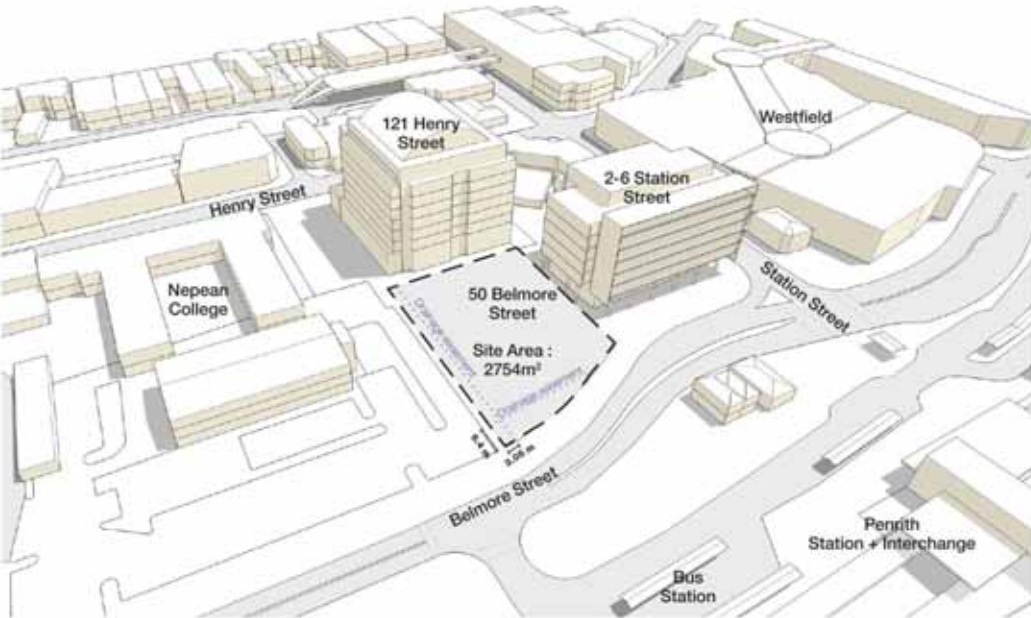 121 Henry
Street
Westfield
2-6 Station
Street
Henry Street
Nepean
College
50 Belmore
Street
Site Area :
2754m²
Station Street
Belmore Street
Penrith
Station + Interchange
Bus
Station